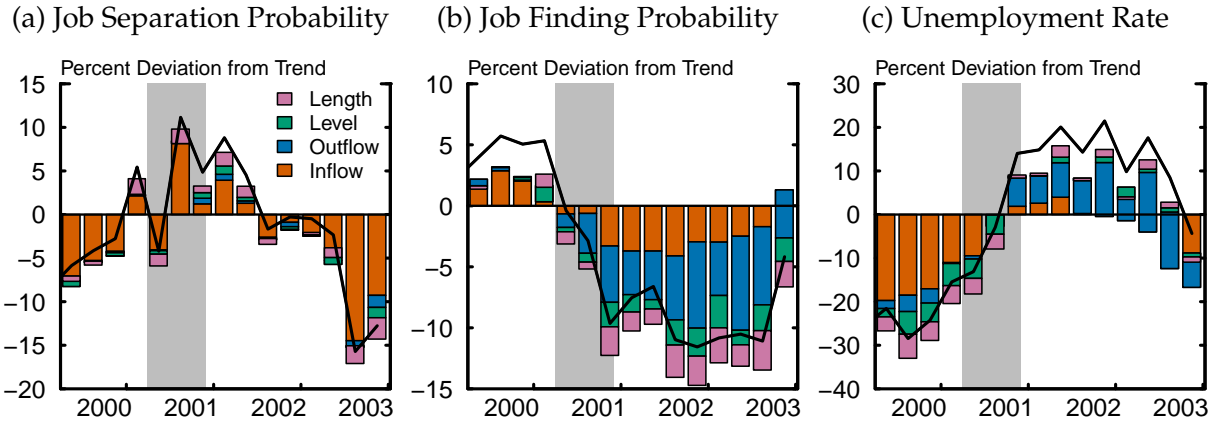 (a) Job Separation Probability
(b) Job Finding Probability
(c) Unemployment Rate
Percent Deviation from Trend
15
10
5
0
−5
−10
−15
−20
Length
Level
Outflow
Inflow
2000 2001 2002 2003
Percent Deviation from Trend
10
5
0
−5
−10
−15
2000 2001 2002 2003
Percent Deviation from Trend
30
20
10
0
−10
−20
−30
−40
2000 2001 2002 2003